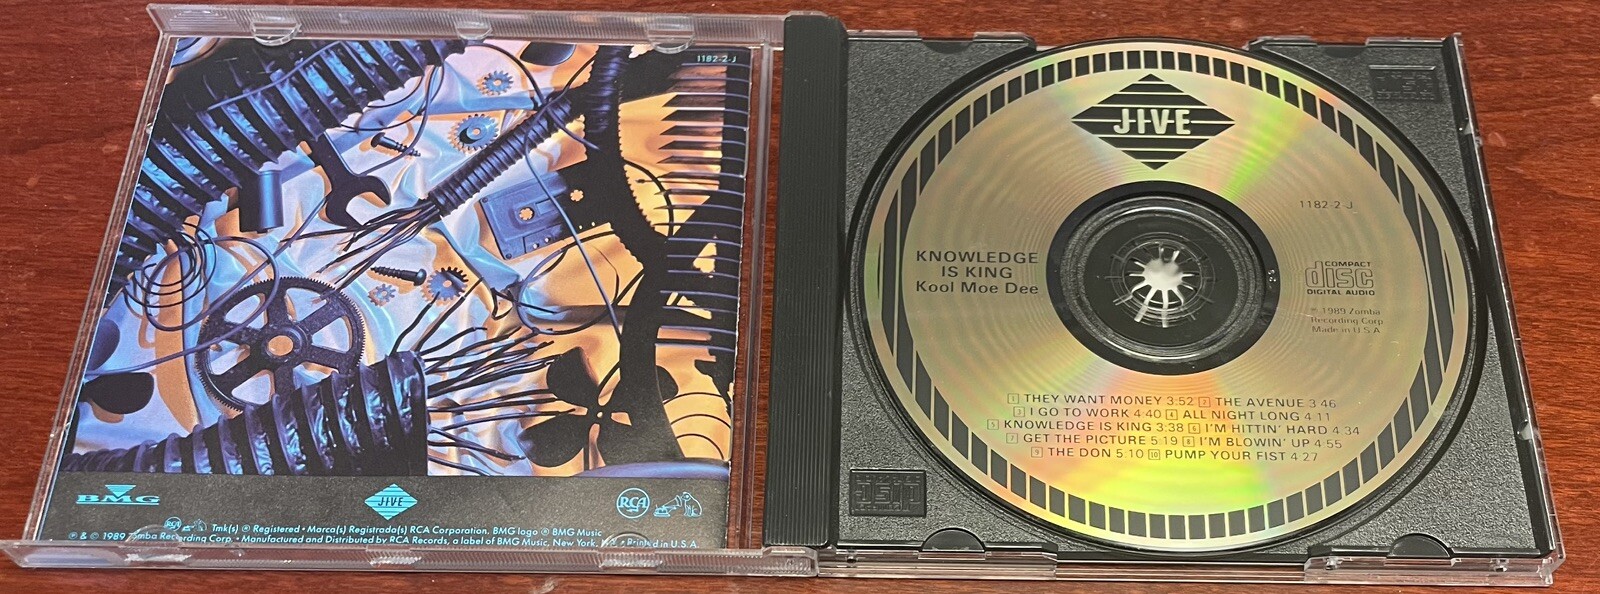 1182-2-J
BMG
JIVE
RCA
RCA Tmk(s) ® Registered • Marca(s) Registrada(s) RCA Corporation. BMG logo ® BMG Music
℗ & © 1989 Zomba Recording Corp. • Manufactured and Distributed by RCA Records, a label of BMG Music, New York, • Printed in U.S.A.
JIVE
1182-2-J
KNOWLEDGE
IS KING
Kool Moe Dee
COMPACT
disc
DIGITAL AUDIO
℗ 1989 Zomba
Recording Corp.
Made in U.S.A.
1 THEY WANT MONEY 3:52 2 THE AVENUE 3:46
3 I GO TO WORK 4:40 4 ALL NIGHT LONG 4:11
5 KNOWLEDGE IS KING 3:38 6 I'M HITTIN' HARD 4:34
7 GET THE PICTURE 5:19 8 I'M BLOWIN' UP 4:55
9 THE DON 5:10 10 PUMP YOUR FIST 4:27